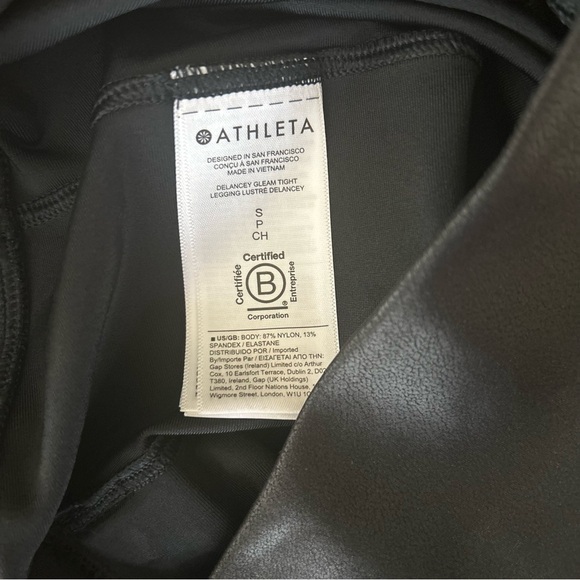 ATHLETA
DESIGNED IN SAN FRANCISCO
CONÇU À SAN FRANCISCO
MADE IN VIETNAM
DELANCEY GLEAM TIGHT
LEGGING LUSTRÉ DELANCEY
S
P
CH
Certified
Certifiée
B
Entreprise
®
Corporation
■ US/GB: BODY: 87% NYLON, 13%
SPANDEX / ELASTANE
DISTRIBUIDO POR / Imported
By/Importe Par / ΕΙΣΑΓΕΤΑΙ ΑΠΟ ΤΗΝ:
Gap Stores (Ireland) Limited c/o Arthur
Cox, 10 Earlsfort Terrace, Dublin 2,
T380, Ireland. Gap (UK Holdings)
Limited, 2nd Floor Nations House,
Wigmore Street, London, W1U